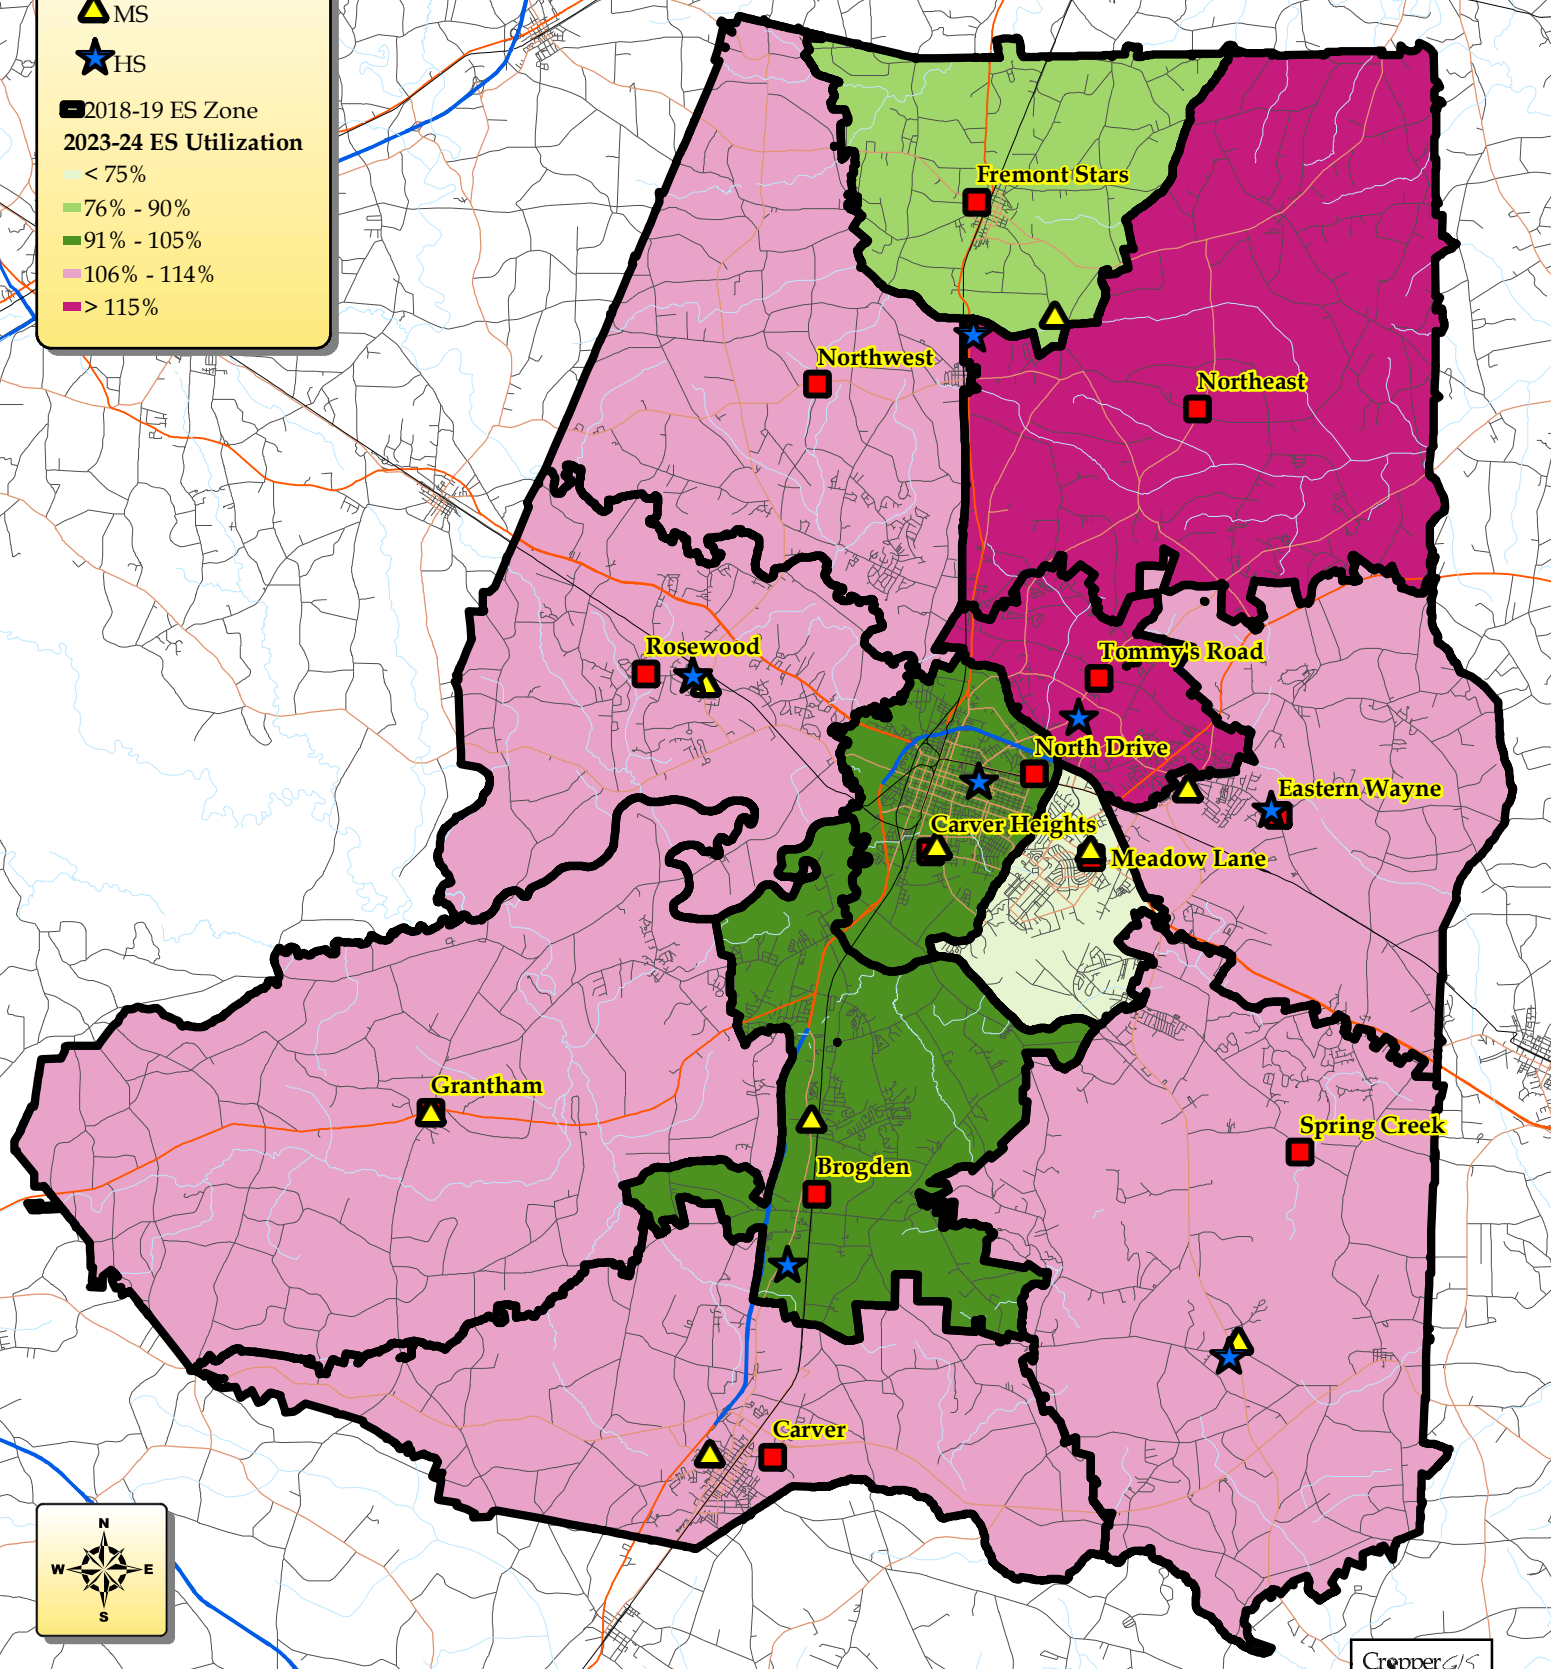 MS
HS
2018-19 ES Zone
2023-24 ES Utilization
< 75%
76% - 90%
91% - 105%
106% - 114%
> 115%
Fremont Stars
Northwest
Northeast
Rosewood
Tommy's Road
North Drive
Eastern Wayne
Carver Heights
Meadow Lane
Grantham
Spring Creek
Brogden
Carver
N
W E
S
Cropper GIS